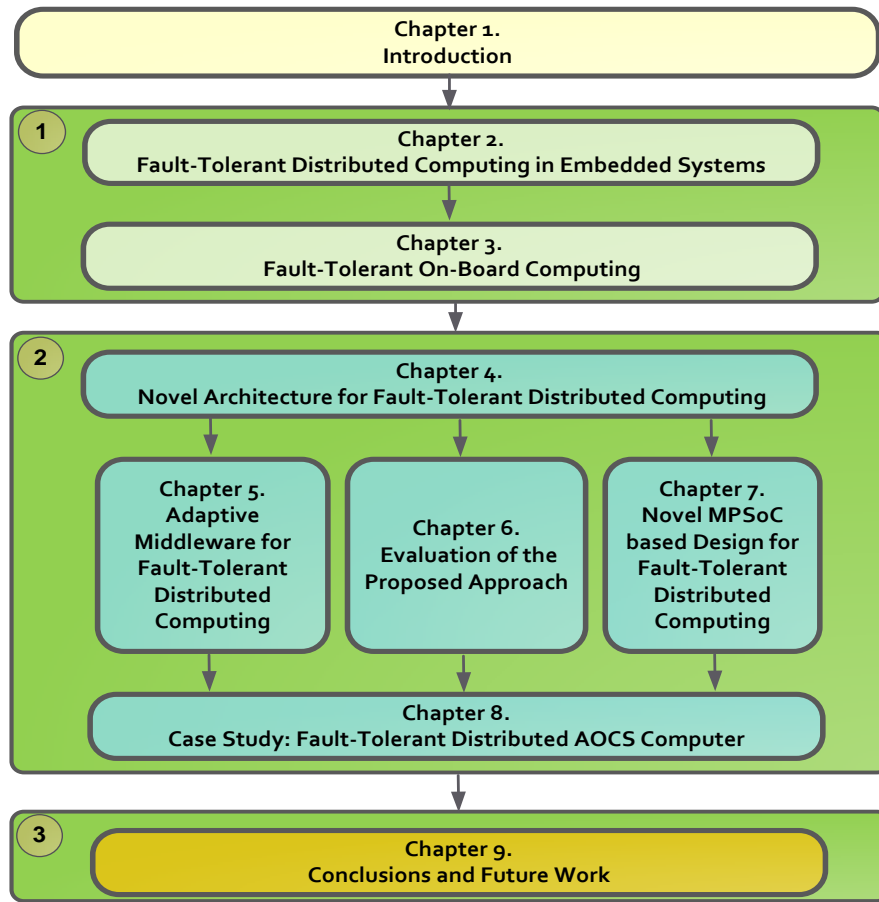 Chapter 1.
Introduction
1
Chapter 2.
Fault-Tolerant Distributed Computing in Embedded Systems
Chapter 3.
Fault-Tolerant On-Board Computing
2
Chapter 4.
Novel Architecture for Fault-Tolerant Distributed Computing
Chapter 5.
Adaptive
Middleware for
Fault-Tolerant
Distributed
Computing
Chapter 6.
Evaluation of the
Proposed Approach
Chapter 7.
Novel MPSoC
based Design for
Fault-Tolerant
Distributed
Computing
Chapter 8.
Case Study: Fault-Tolerant Distributed AOCS Computer
3
Chapter 9.
Conclusions and Future Work